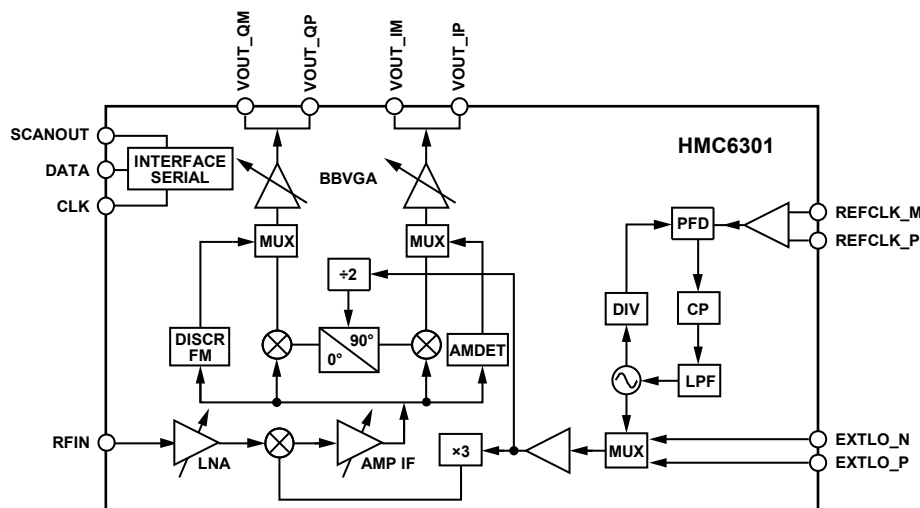 VOUT_QM
VOUT_QP
VOUT_IM
VOUT_IP
SCANOUT
DATA
CLK
INTERFACE
SERIAL
BBVGA
HMC6301
MUX
MUX
PFD
REFCLK_M
REFCLK_P
÷2
DIV
CP
DISCR
FM
90°
0°
AMDET
LPF
RFIN
LNA
AMP IF
×3
MUX
EXTLO_N
EXTLO_P